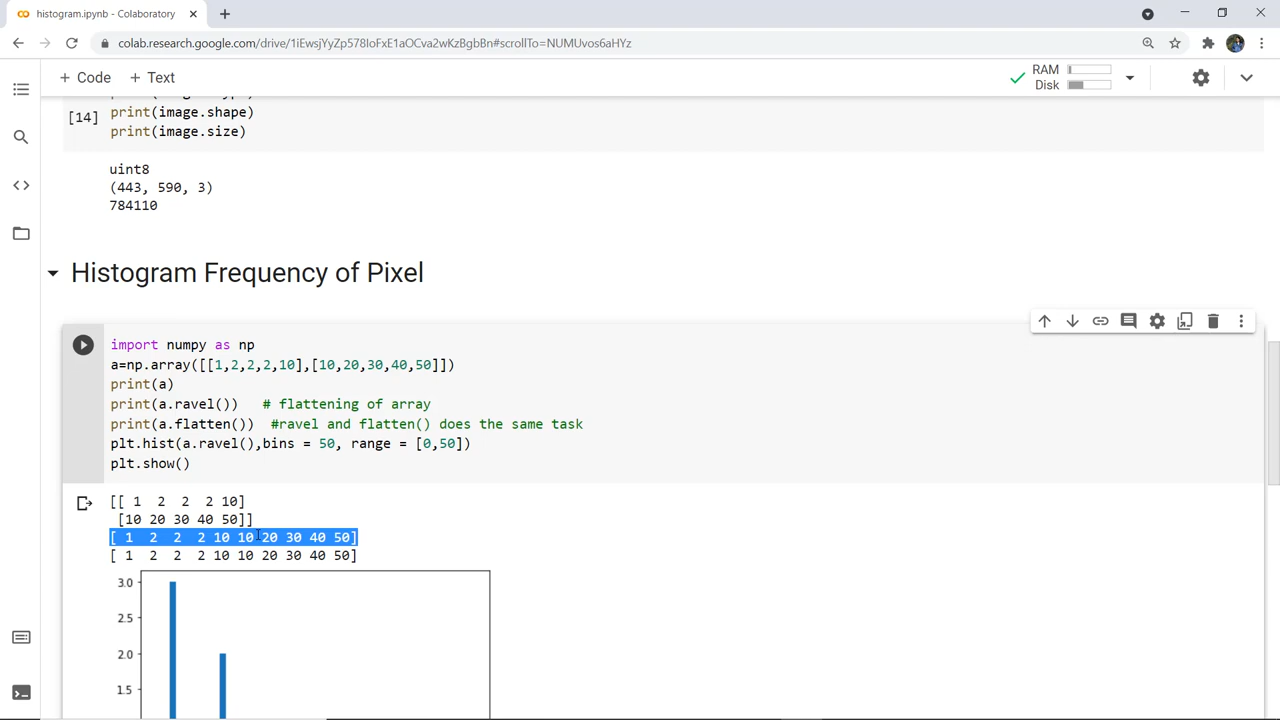 histogram.ipynb - Colaboratory
colab.research.google.com/drive/1iEwsjYyZp578IoFxE1aOCva2wKzBgbBn#scrollTo=NUMUvos6aHYz
+ Code + Text
RAM
Disk
[14]
print(image.shape)
print(image.size)
uint8
(443, 590, 3)
784110
Histogram Frequency of Pixel
import numpy as np
a=np.array([[1,2,2,2,10],[10,20,30,40,50]])
print(a)
print(a.ravel()) # flattening of array
print(a.flatten()) #ravel and flatten() does the same task
plt.hist(a.ravel(),bins = 50, range = [0,50])
plt.show()
[[ 1 2 2 2 10]
[10 20 30 40 50]]
[ 1 2 2 2 10 10 20 30 40 50]
[ 1 2 2 2 10 10 20 30 40 50]
3.0
2.5
2.0
1.5